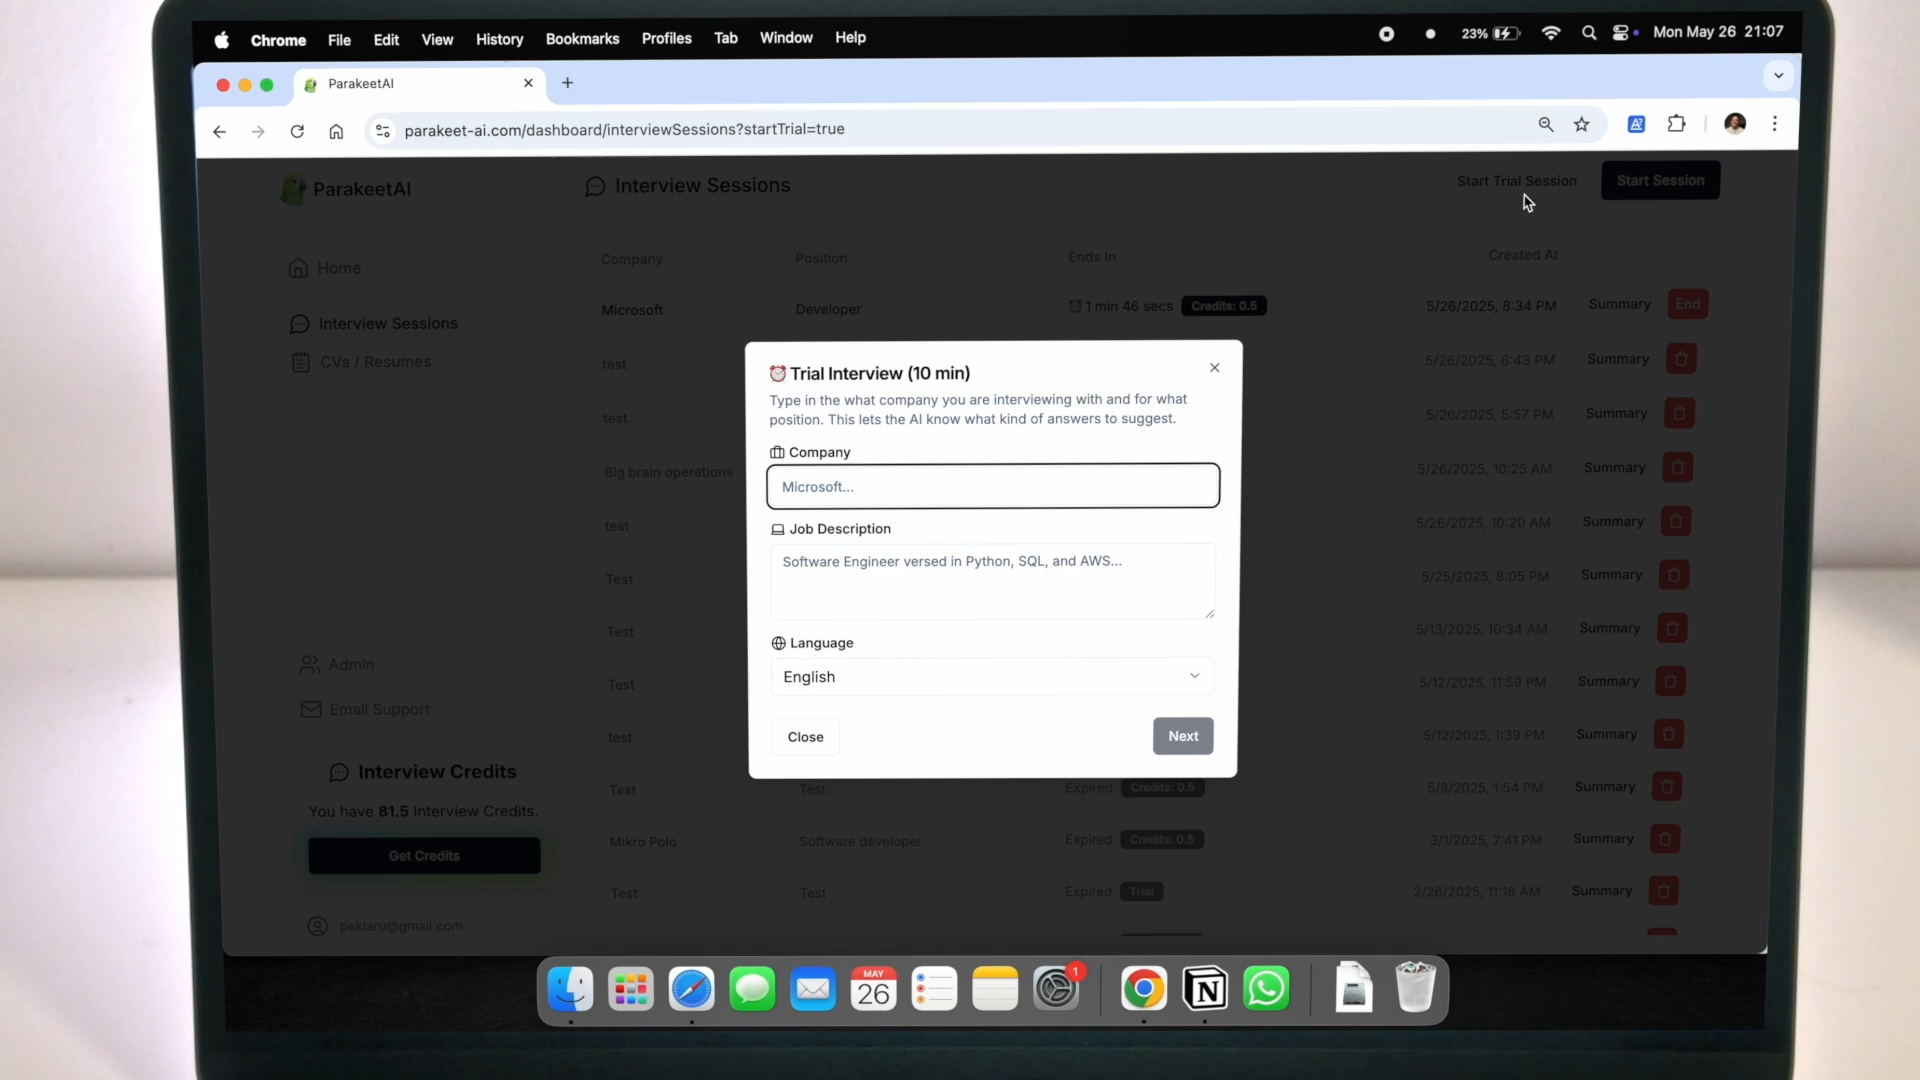 Chrome File Edit View History Bookmarks Profiles Tab Window Help 23% Mon May 26 21:07
ParakeetAI
parakeet-ai.com/dashboard/interviewSessions?startTrial=true
ParakeetAI
Interview Sessions
Start Trial Session
Start Session
Home
Interview Sessions
CVs / Resumes
Admin
Email Support
Interview Credits
You have 81.5 Interview Credits.
Get Credits
peklaru@gmail.com
Company Position Ends In Created At
Microsoft Developer 1 min 46 secs Credits: 0.5 5/26/2025, 8:34 PM Summary End
test 5/26/2025, 6:43 PM Summary
test 5/26/2025, 5:57 PM Summary
Big brain operations 5/26/2025, 10:25 AM Summary
test 5/26/2025, 10:20 AM Summary
Test 5/25/2025, 8:05 PM Summary
Test 5/13/2025, 10:34 AM Summary
Test 5/12/2025, 11:59 PM Summary
test 5/12/2025, 1:39 PM Summary
Test Test Expired Credits: 0.5 5/8/2025, 1:54 PM Summary
Mikro Polo Software developer Expired Credits: 0.5 3/1/2025, 7:41 PM Summary
Test Test Expired Trial 2/26/2025, 11:18 AM Summary
Trial Interview (10 min)
Type in the what company you are interviewing with and for what
position. This lets the AI know what kind of answers to suggest.
Company
Microsoft...
Job Description
Software Engineer versed in Python, SQL, and AWS...
Language
English
Close
Next
MAY
26
1